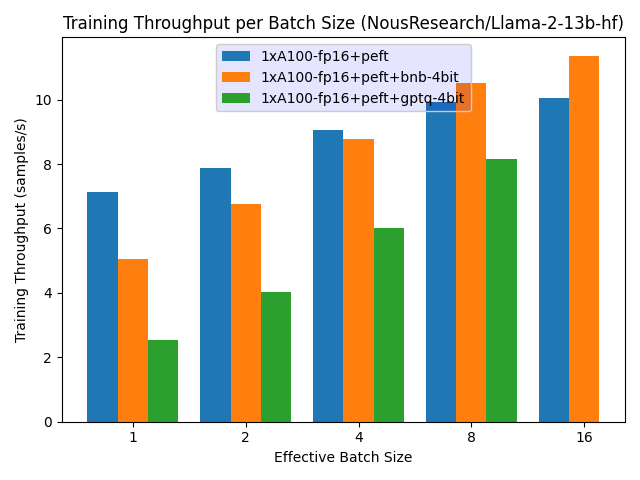 Training Throughput per Batch Size (NousResearch/Llama-2-13b-hf)
1xA100-fp16+peft
1xA100-fp16+peft+bnb-4bit
1xA100-fp16+peft+gptq-4bit
Training Throughput (samples/s)
10
8
6
4
2
0
1 2 4 8 16
Effective Batch Size